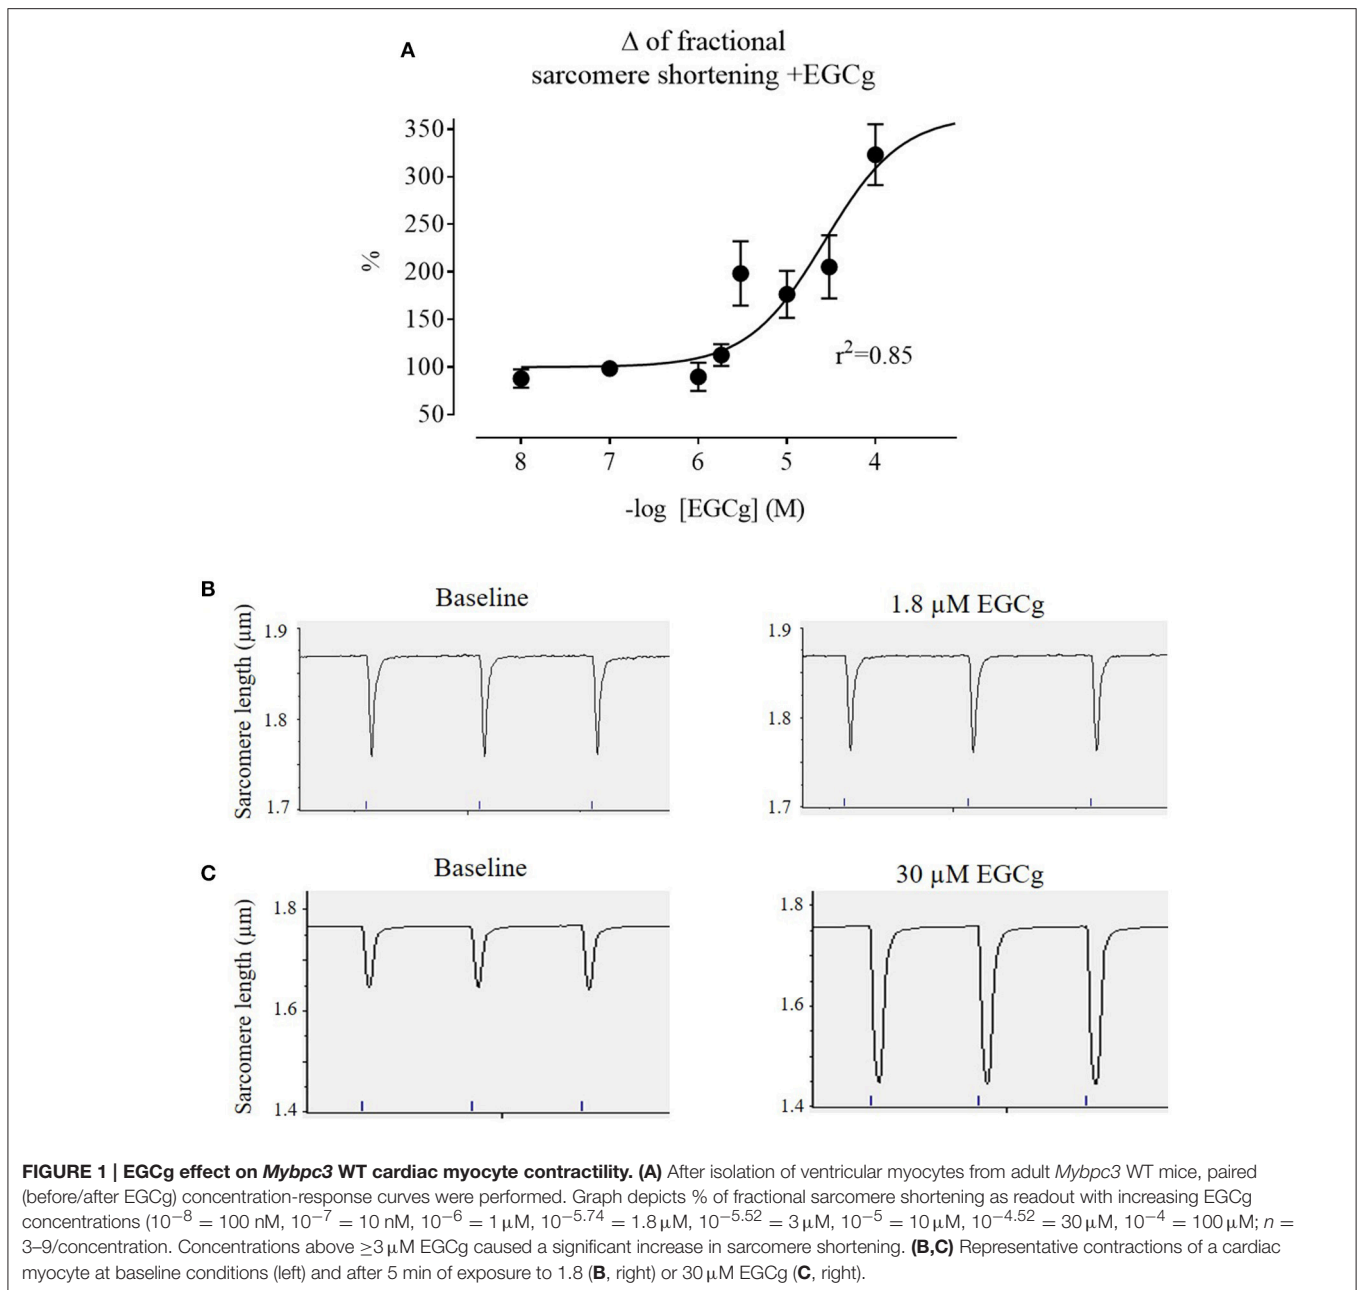 A
Δ of fractional
sarcomere shortening +EGCg
350
300
250
200
150
100
50
%
r²=0.85
8 7 6 5 4
-log [EGCg] (M)
B
Baseline
1.8 µM EGCg
Sarcomere length (µm)
1.9
1.8
1.7
1.9
1.8
1.7
C
Baseline
30 µM EGCg
Sarcomere length (µm)
1.8
1.6
1.4
1.8
1.6
1.4
FIGURE 1 | EGCg effect on Mybpc3 WT cardiac myocyte contractility. (A) After isolation of ventricular myocytes from adult Mybpc3 WT mice, paired
(before/after EGCg) concentration-response curves were performed. Graph depicts % of fractional sarcomere shortening as readout with increasing EGCg
concentrations (10⁻⁸ = 100 nM, 10⁻⁷ = 10 nM, 10⁻⁶ = 1 µM, 10⁻⁵·⁷⁴ = 1.8 µM, 10⁻⁵·⁵² = 3 µM, 10⁻⁵ = 10 µM, 10⁻⁴·⁵² = 30 µM, 10⁻⁴ = 100 µM; n =
3–9/concentration. Concentrations above ≥3 µM EGCg caused a significant increase in sarcomere shortening. (B,C) Representative contractions of a cardiac
myocyte at baseline conditions (left) and after 5 min of exposure to 1.8 (B, right) or 30 µM EGCg (C, right).